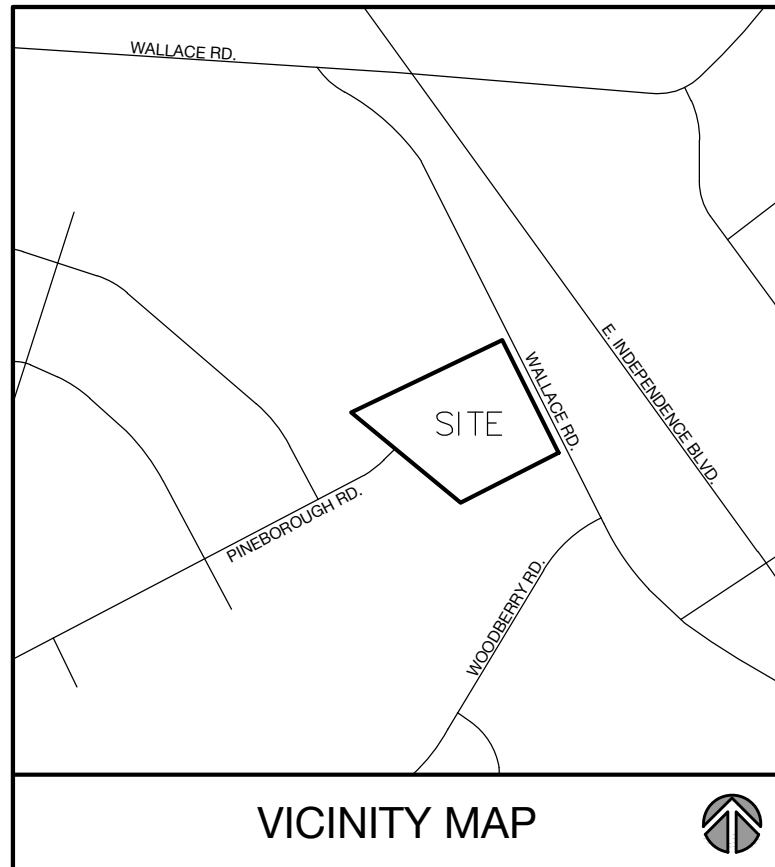 WALLACE RD.
E. INDEPENDENCE BLVD.
WALLACE RD.
SITE
PINEBOROUGH RD.
WOODBERRY RD.
VICINITY MAP